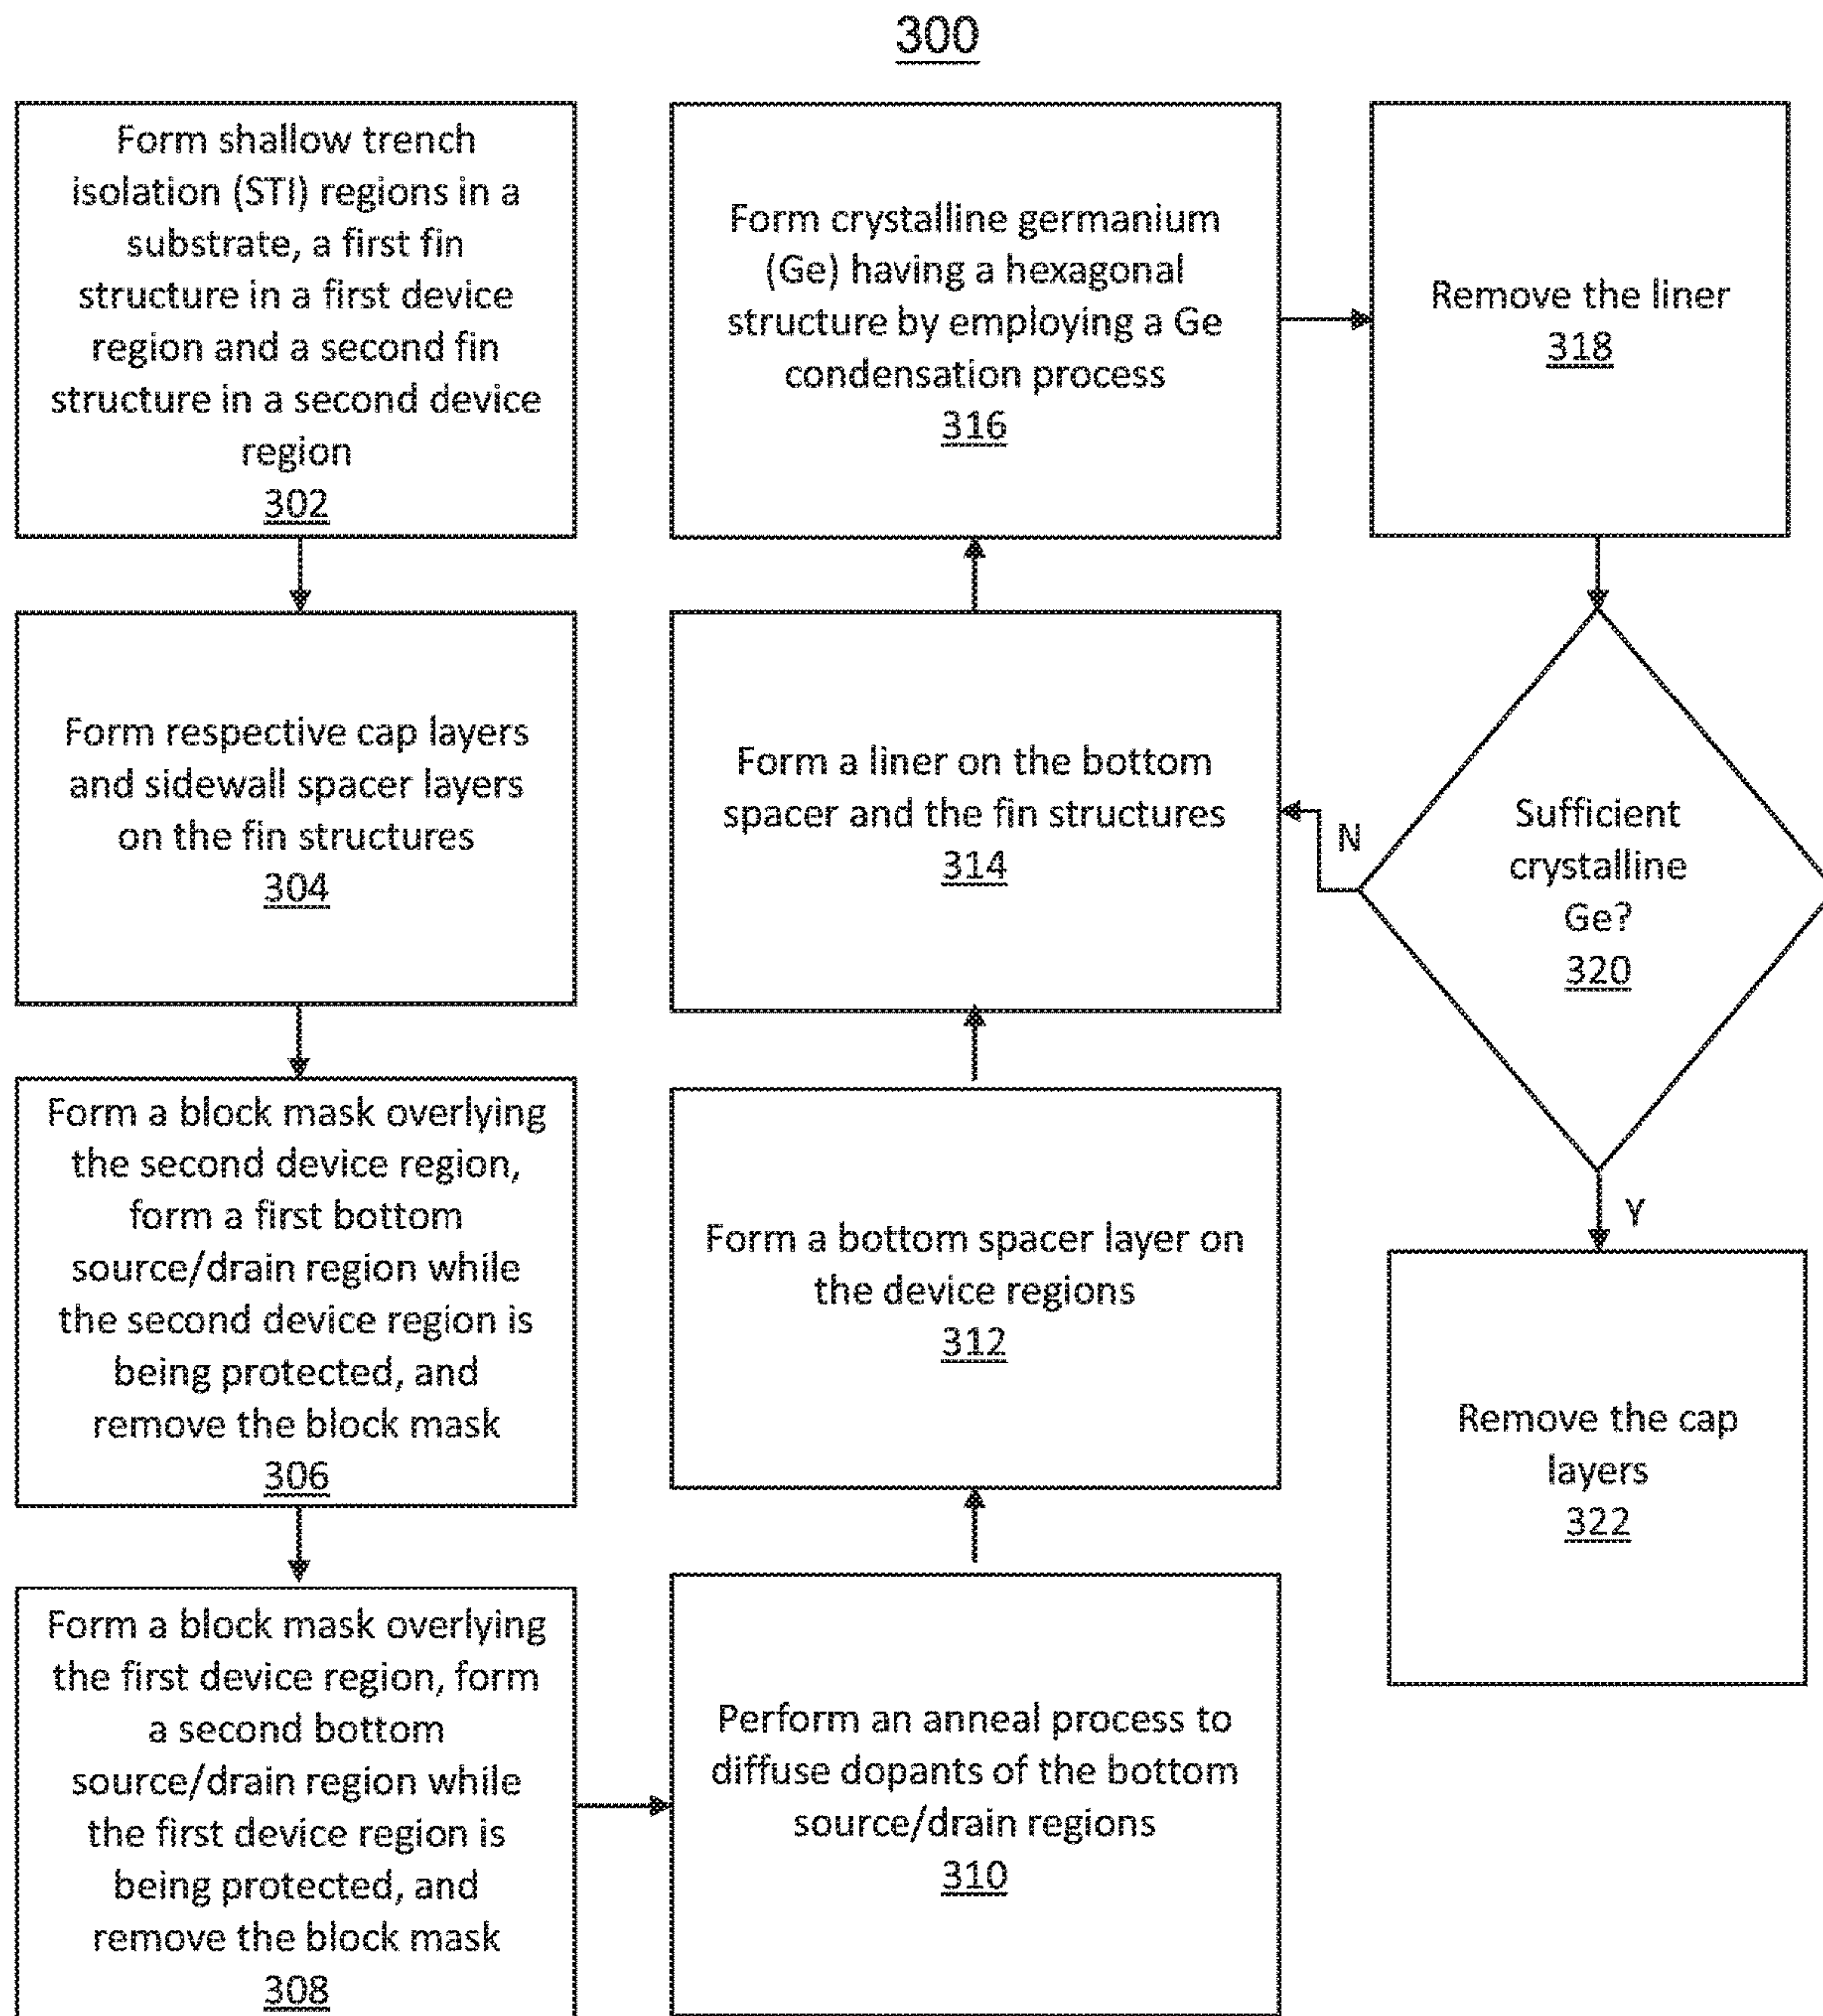 300
Form shallow trench
isolation (STI) regions in a
substrate, a first fin
structure in a first device
region and a second fin
structure in a second device
region
302
Form respective cap layers
and sidewall spacer layers
on the fin structures
304
Form a block mask overlying
the second device region,
form a first bottom
source/drain region while
the second device region is
being protected, and
remove the block mask
306
Form a block mask overlying
the first device region, form
a second bottom
source/drain region while
the first device region is
being protected, and
remove the block mask
308
Perform an anneal process to
diffuse dopants of the bottom
source/drain regions
310
Form a bottom spacer layer on
the device regions
312
Form a liner on the bottom
spacer and the fin structures
314
Form crystalline germanium
(Ge) having a hexagonal
structure by employing a Ge
condensation process
316
Remove the liner
318
Sufficient
crystalline
Ge?
320
N
Y
Remove the cap
layers
322